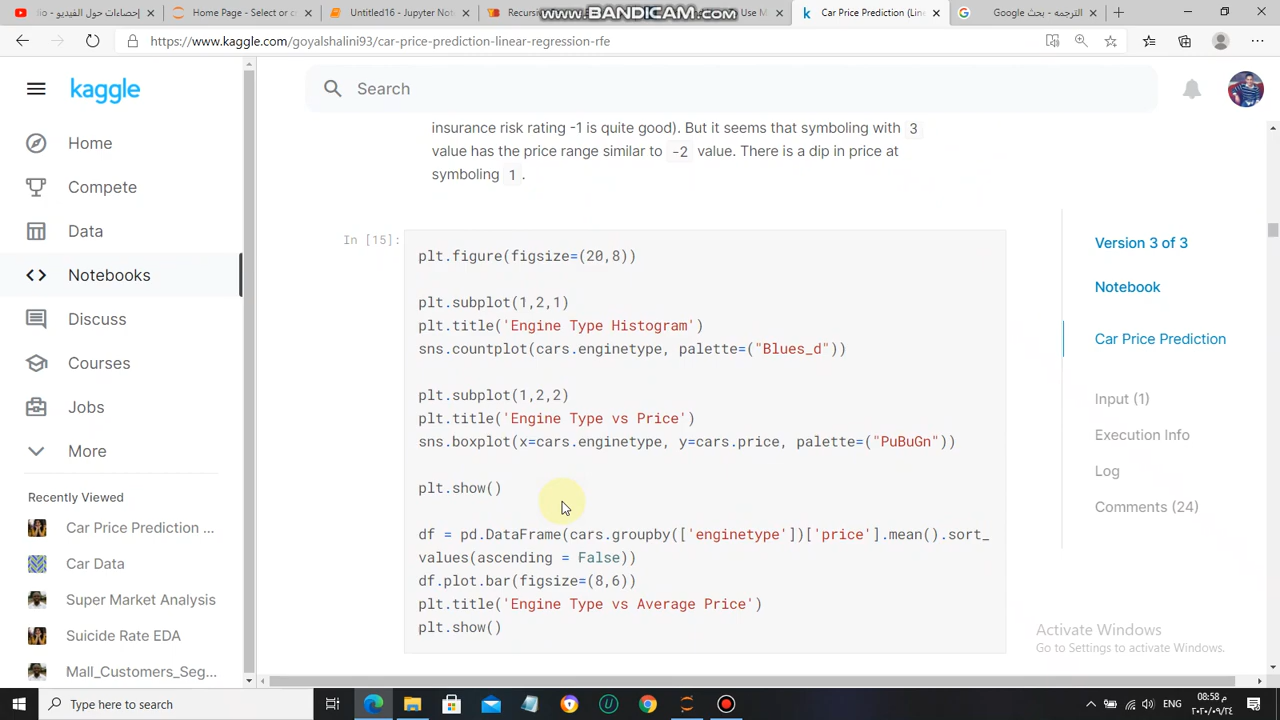 إحصاءات حول lio
Home Page - Select or c
Untitled16 - Jupyter Note
Recursi
WWW.BANDICAM.COM
Use M
Car Price Prediction (Line
الترجمه - بحث Google
https://www.kaggle.com/goyalshalini93/car-price-prediction-linear-regression-rfe
kaggle
Search
Home
Compete
Data
Notebooks
Discuss
Courses
Jobs
More
Recently Viewed
Car Price Prediction ...
Car Data
Super Market Analysis
Suicide Rate EDA
Mall_Customers_Seg...
insurance risk rating -1 is quite good). But it seems that symboling with 3
value has the price range similar to -2 value. There is a dip in price at
symboling 1 .
In [15]:
plt.figure(figsize=(20,8))
plt.subplot(1,2,1)
plt.title('Engine Type Histogram')
sns.countplot(cars.enginetype, palette=("Blues_d"))
plt.subplot(1,2,2)
plt.title('Engine Type vs Price')
sns.boxplot(x=cars.enginetype, y=cars.price, palette=("PuBuGn"))
plt.show()
df = pd.DataFrame(cars.groupby(['enginetype'])['price'].mean().sort_
values(ascending = False))
df.plot.bar(figsize=(8,6))
plt.title('Engine Type vs Average Price')
plt.show()
Version 3 of 3
Notebook
Car Price Prediction
Input (1)
Execution Info
Log
Comments (24)
Activate Windows
Go to Settings to activate Windows.
Type here to search
ENG
08:58 م